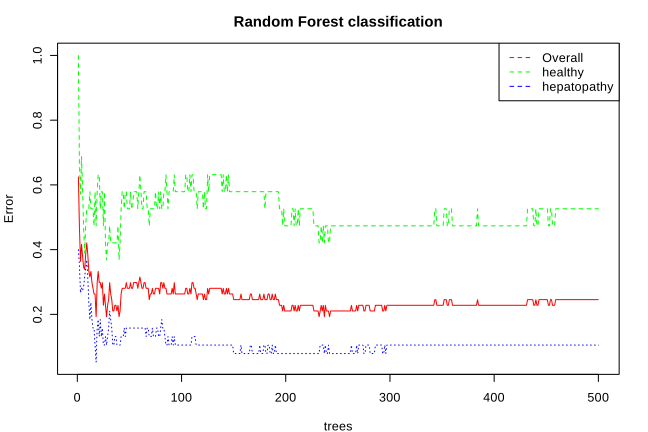 Random Forest classification
Overall
healthy
hepatopathy
Error
1.0
0.8
0.6
0.4
0.2
0 100 200 300 400 500
trees